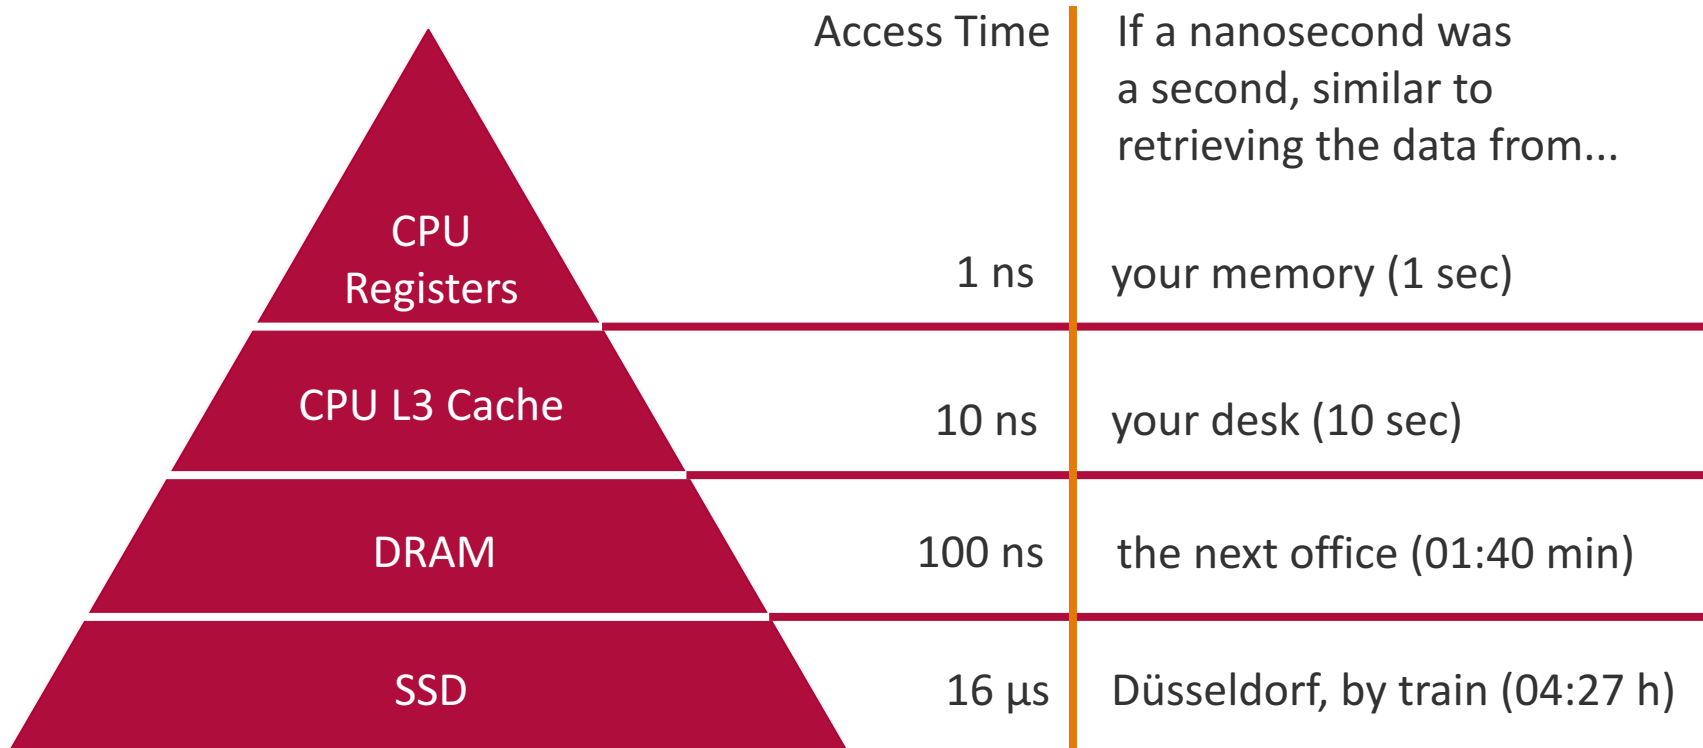 Access Time
If a nanosecond was
a second, similar to
retrieving the data from...
CPU
Registers
1 ns
your memory (1 sec)
CPU L3 Cache
10 ns
your desk (10 sec)
DRAM
100 ns
the next office (01:40 min)
SSD
16 µs
Düsseldorf, by train (04:27 h)